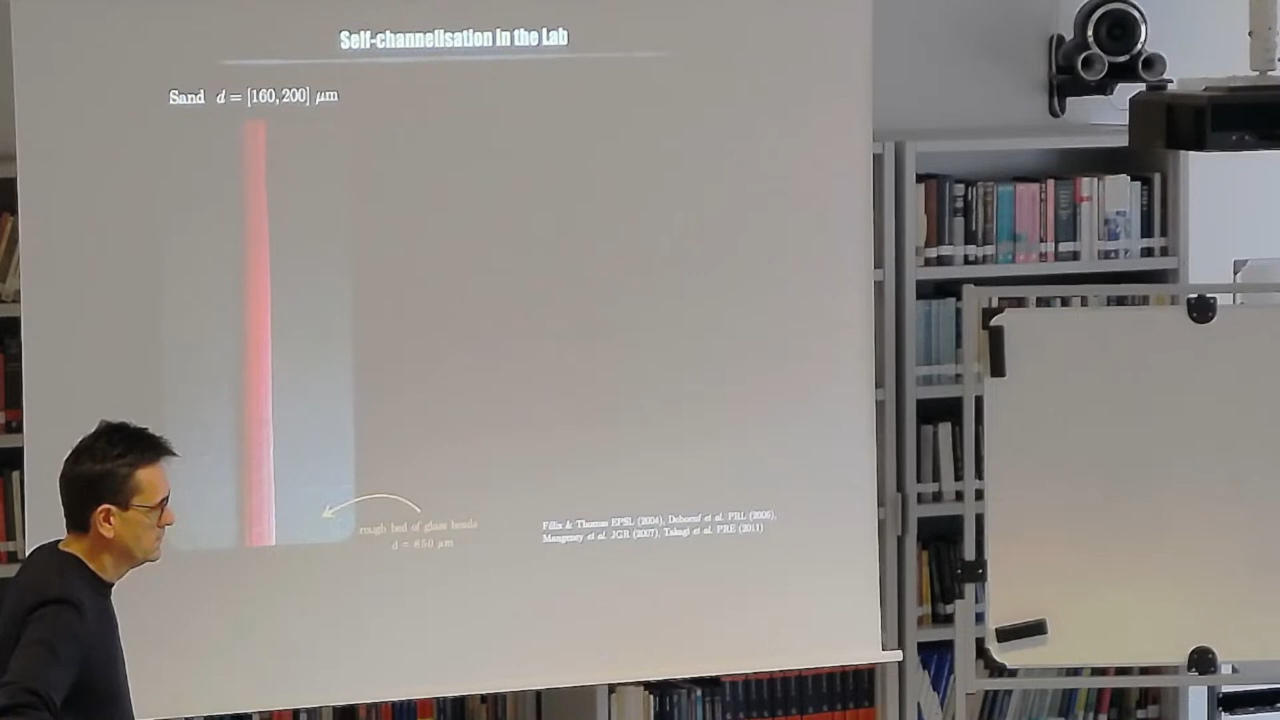 Self-channelisation in the Lab
Sand d = [160, 200] μm
rough bed of glass beads
d = 850 μm
Félix & Thomas EPSL (2004), Deboeuf et al. PRL (2006),
Mangeney et al. JGR (2007), Takagi et al. PRE (2011)